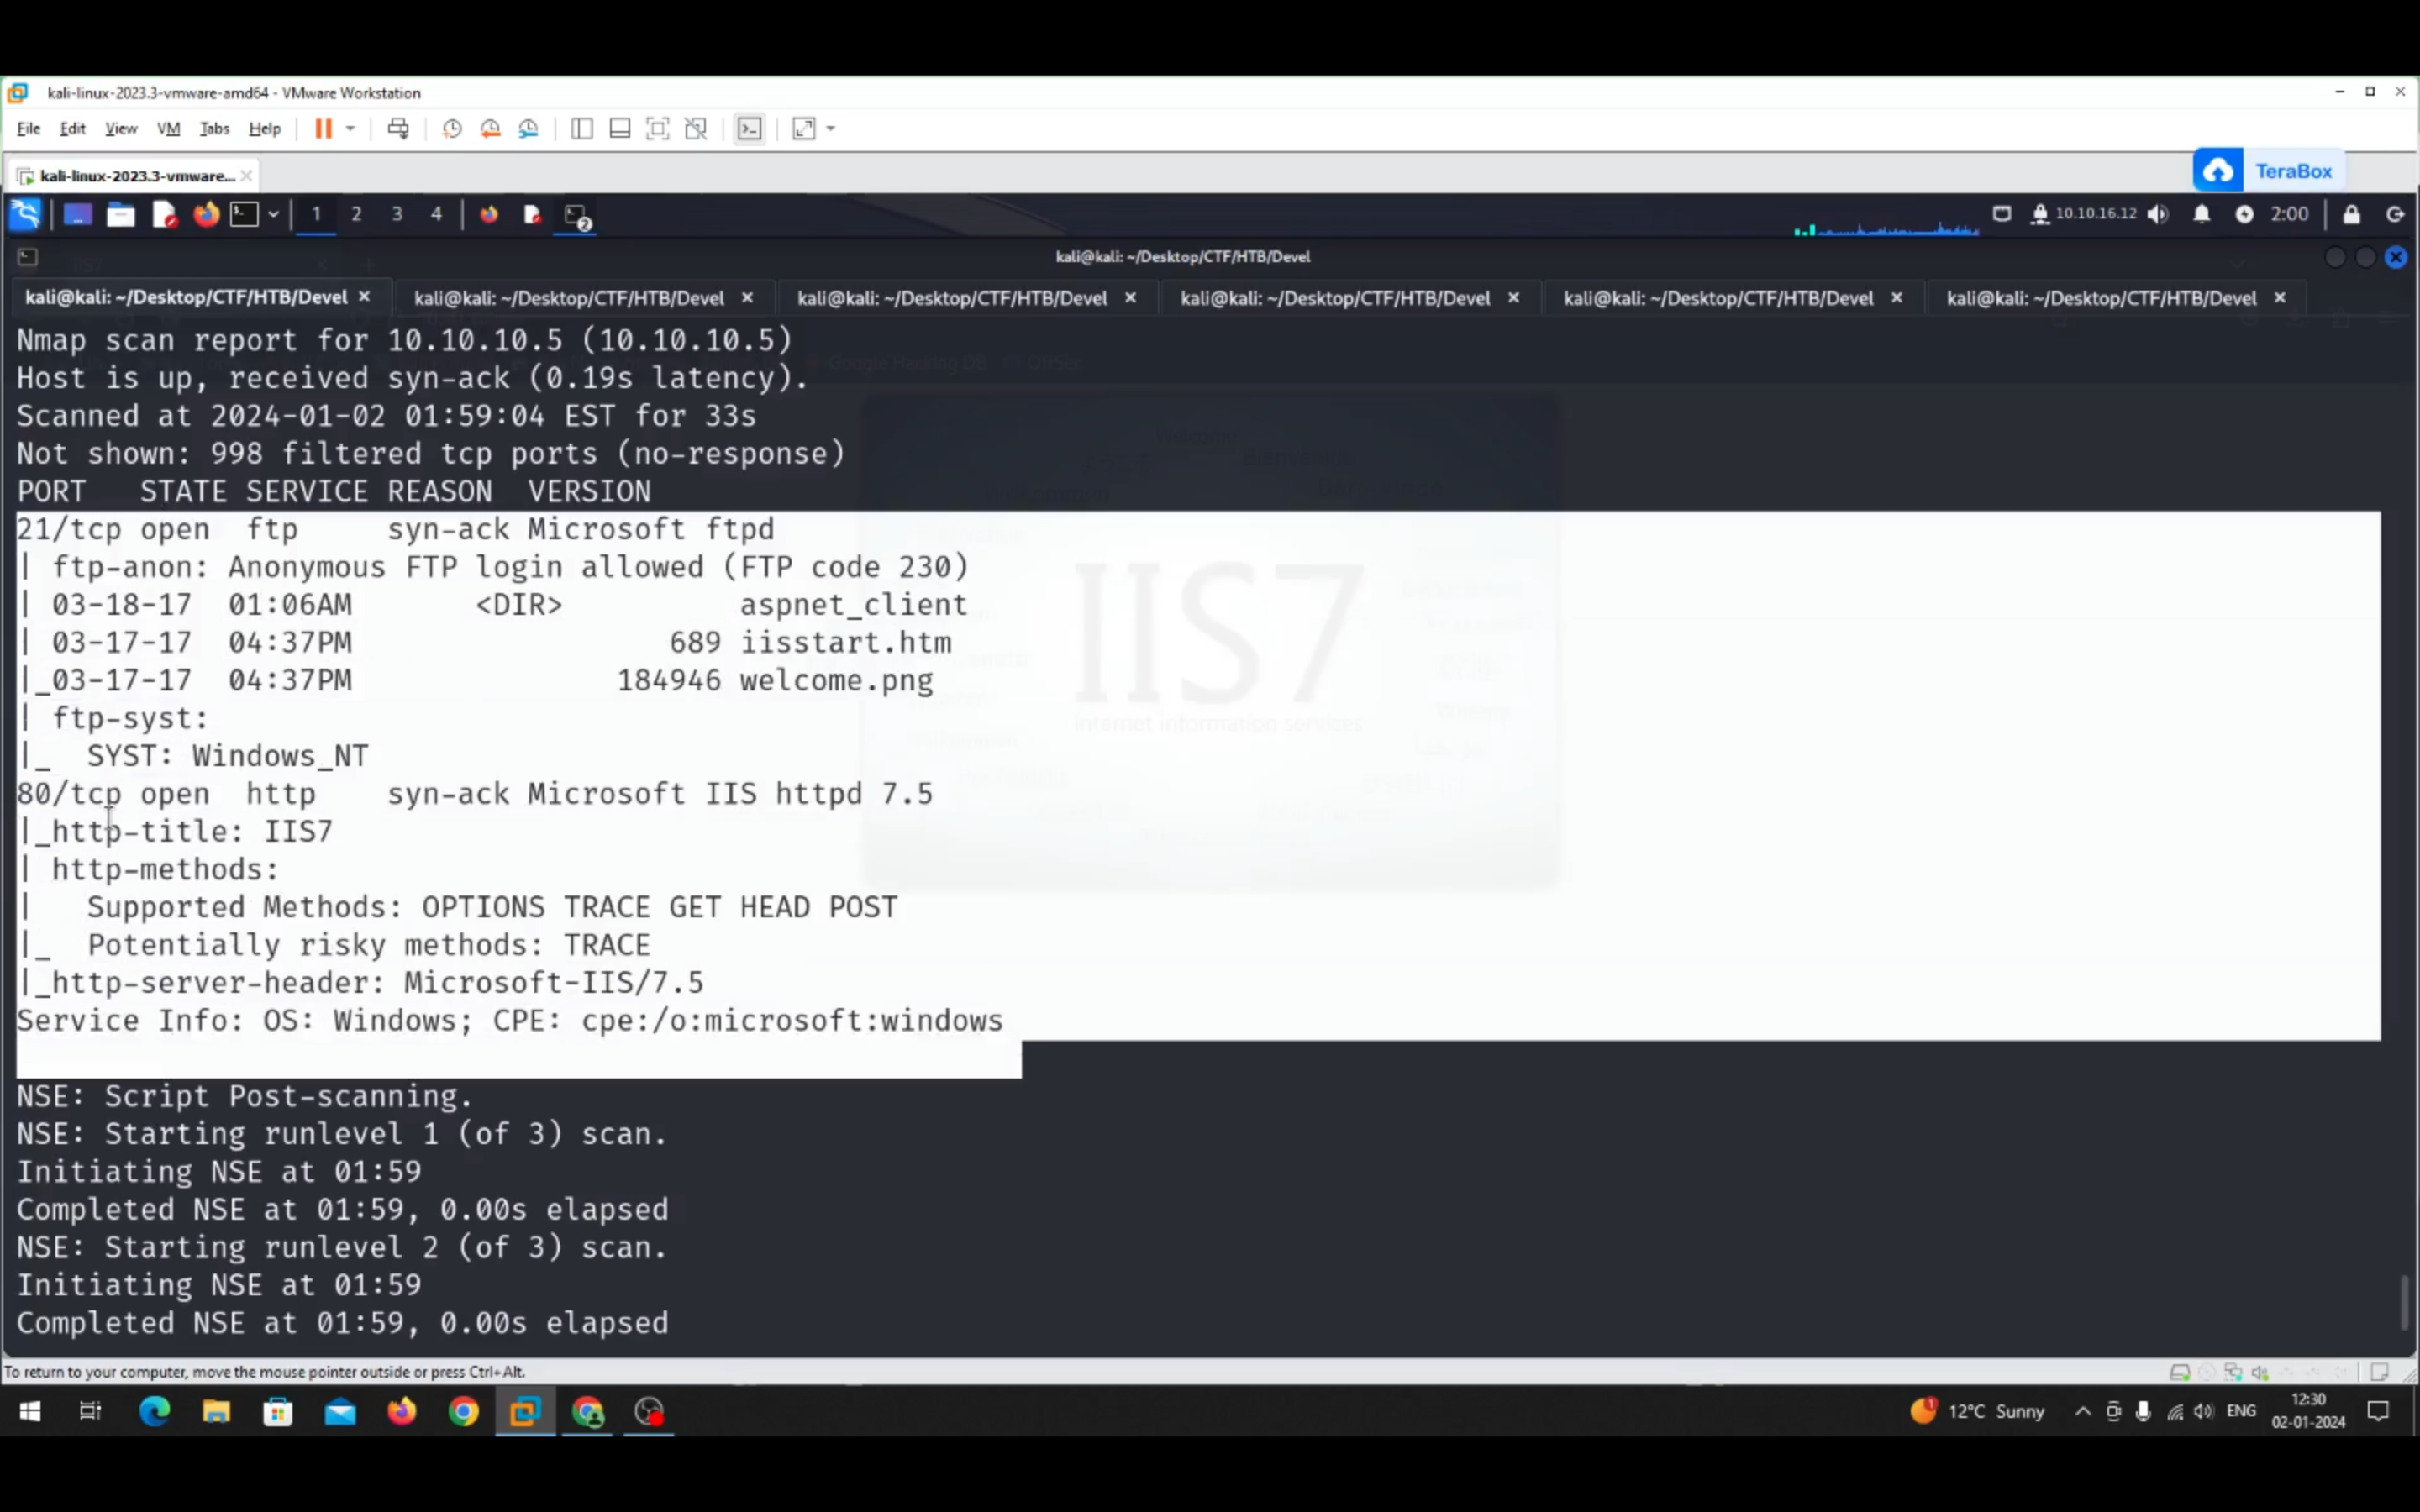 kali-linux-2023.3-vmware-amd64 - VMware Workstation
File Edit View VM Tabs Help
kali-linux-2023.3-vmware...
TeraBox
1 2 3 4
2
10.10.16.12
2:00
kali@kali: ~/Desktop/CTF/HTB/Devel
kali@kali: ~/Desktop/CTF/HTB/Devel
kali@kali: ~/Desktop/CTF/HTB/Devel
kali@kali: ~/Desktop/CTF/HTB/Devel
kali@kali: ~/Desktop/CTF/HTB/Devel
kali@kali: ~/Desktop/CTF/HTB/Devel
kali@kali: ~/Desktop/CTF/HTB/Devel
Nmap scan report for 10.10.10.5 (10.10.10.5)
Host is up, received syn-ack (0.19s latency).
Scanned at 2024-01-02 01:59:04 EST for 33s
Not shown: 998 filtered tcp ports (no-response)
PORT   STATE SERVICE REASON  VERSION
21/tcp open  ftp     syn-ack Microsoft ftpd
| ftp-anon: Anonymous FTP login allowed (FTP code 230)
| 03-18-17  01:06AM       <DIR>          aspnet_client
| 03-17-17  04:37PM                  689 iisstart.htm
|_03-17-17  04:37PM               184946 welcome.png
| ftp-syst:
|_  SYST: Windows_NT
80/tcp open  http    syn-ack Microsoft IIS httpd 7.5
|_http-title: IIS7
| http-methods:
|   Supported Methods: OPTIONS TRACE GET HEAD POST
|_  Potentially risky methods: TRACE
|_http-server-header: Microsoft-IIS/7.5
Service Info: OS: Windows; CPE: cpe:/o:microsoft:windows
NSE: Script Post-scanning.
NSE: Starting runlevel 1 (of 3) scan.
Initiating NSE at 01:59
Completed NSE at 01:59, 0.00s elapsed
NSE: Starting runlevel 2 (of 3) scan.
Initiating NSE at 01:59
Completed NSE at 01:59, 0.00s elapsed
IIS7
Google Hacking DB
OffSec
IIS7
internet information services
To return to your computer, move the mouse pointer outside or press Ctrl+Alt.
1
12°C Sunny
ENG
12:30
02-01-2024